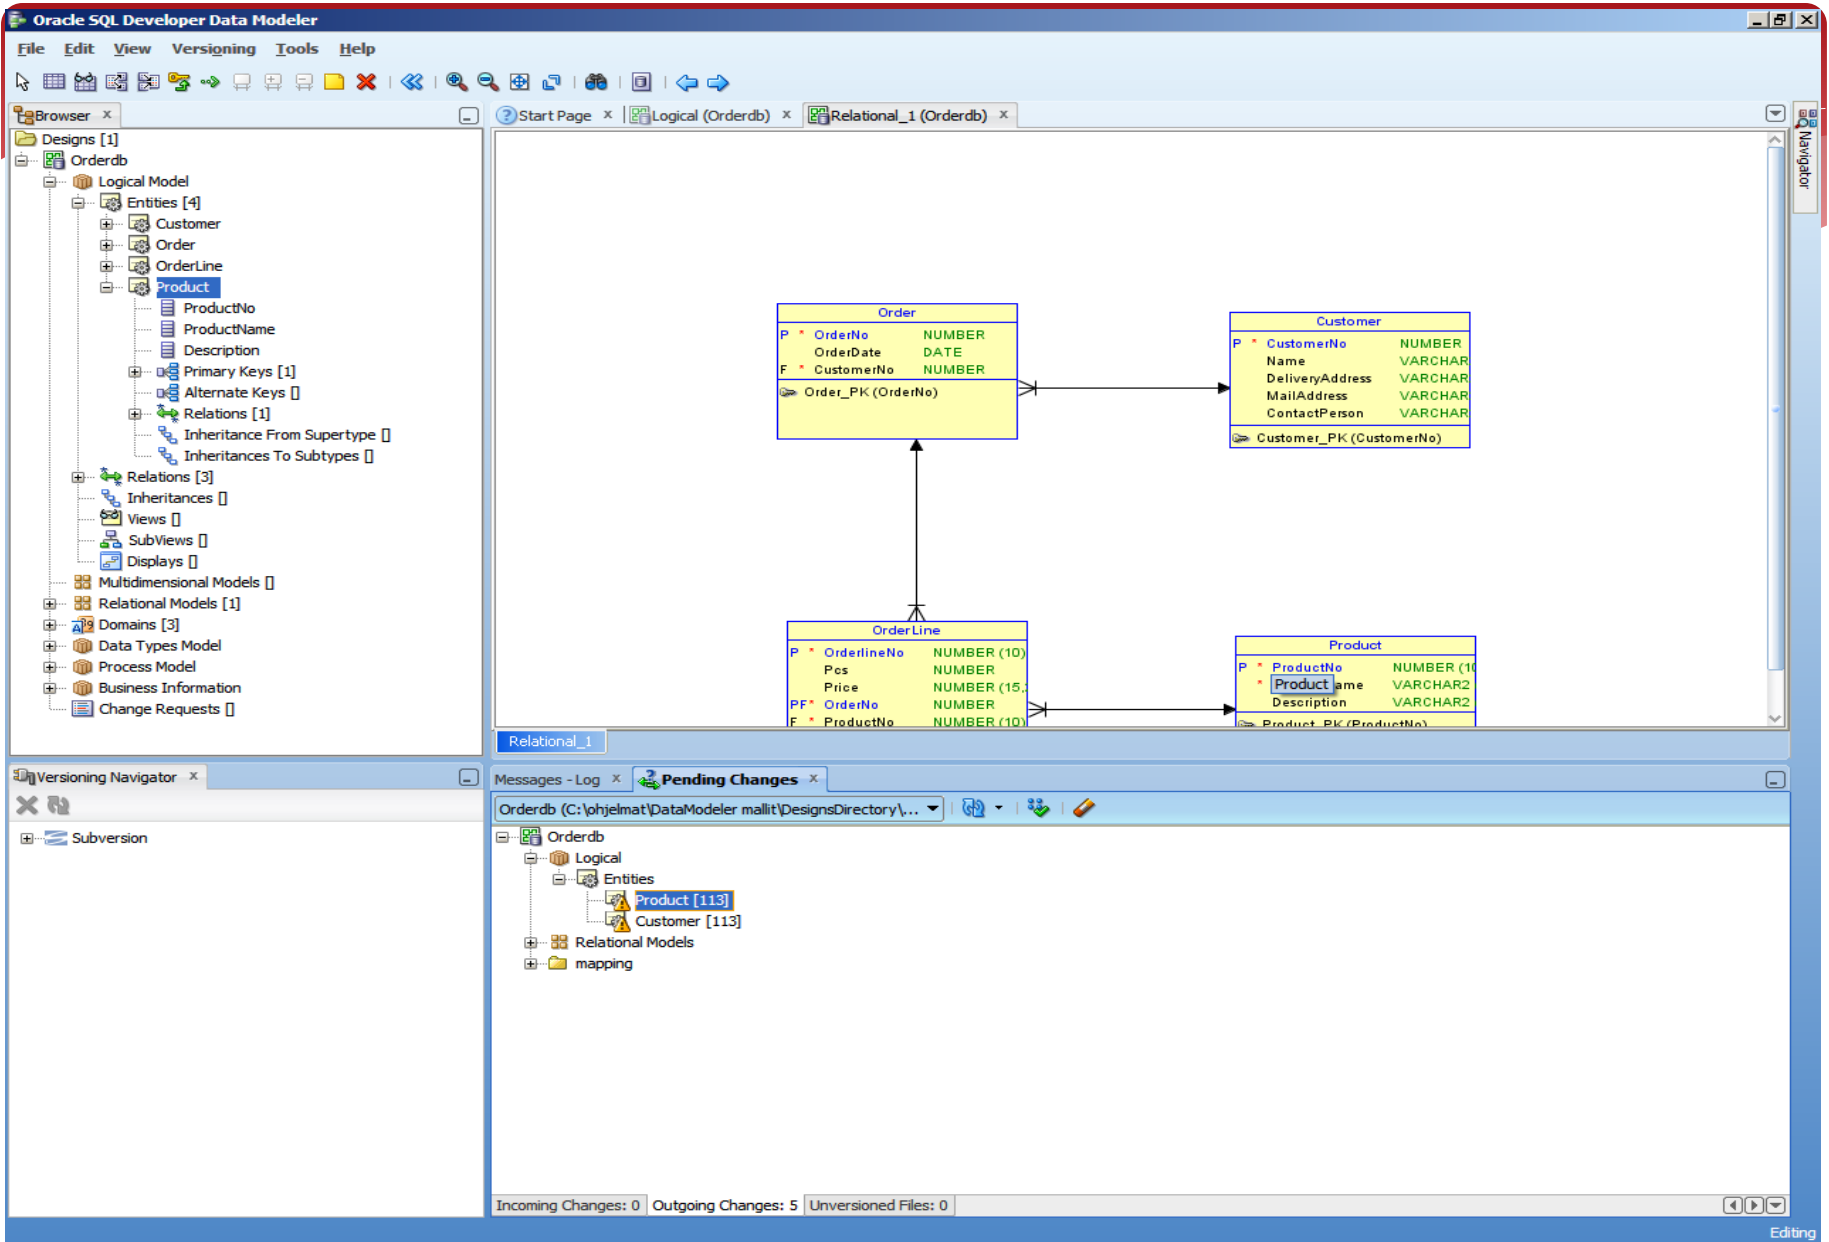 Oracle SQL Developer Data Modeler
File Edit View Versioning Tools Help
Browser x
Designs [1]
Orderdb
Logical Model
Entities [4]
Customer
Order
OrderLine
Product
ProductNo
ProductName
Description
Primary Keys [1]
Alternate Keys []
Relations [1]
Inheritance From Supertype []
Inheritances To Subtypes []
Relations [3]
Inheritances []
Views []
SubViews []
Displays []
Multidimensional Models []
Relational Models [1]
Domains [3]
Data Types Model
Process Model
Business Information
Change Requests []
Start Page x Logical (Orderdb) x Relational_1 (Orderdb) x
Navigator
Order
P * OrderNo NUMBER
OrderDate DATE
F * CustomerNo NUMBER
Order_PK (OrderNo)
Customer
P * CustomerNo NUMBER
Name VARCHAR
DeliveryAddress VARCHAR
MailAddress VARCHAR
ContactPerson VARCHAR
Customer_PK (CustomerNo)
OrderLine
P * OrderlineNo NUMBER (10)
Pcs NUMBER
Price NUMBER (15,
PF* OrderNo NUMBER
F * ProductNo NUMBER (10)
Product
P * ProductNo NUMBER (10
* Product ame VARCHAR2
Description VARCHAR2
Product_PK (ProductNo)
Relational_1
Versioning Navigator x
Subversion
Messages - Log x Pending Changes x
Orderdb (C:\ohjelmat\DataModeler mallit\DesignsDirectory\...
Orderdb
Logical
Entities
Product [113]
Customer [113]
Relational Models
mapping
Incoming Changes: 0 Outgoing Changes: 5 Unversioned Files: 0
Editing